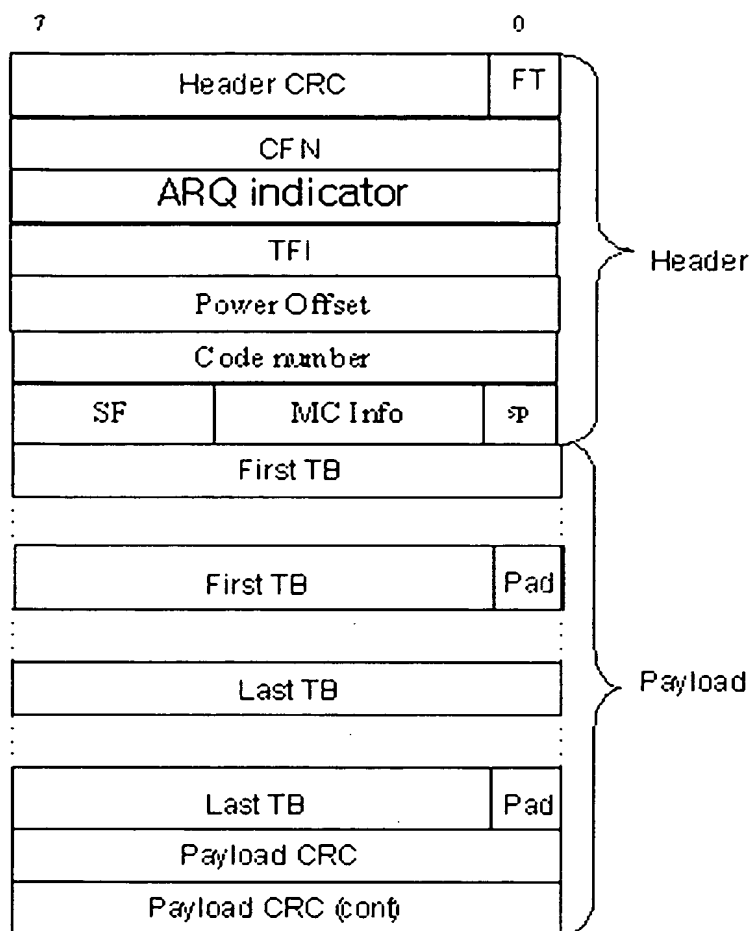 7 0
Header CRC FT
CFN
ARQ indicator
TFI
Power Offset
Code number
SF MC Info sp
Header
First TB
First TB Pad
Last TB
Payload
Last TB Pad
Payload CRC
Payload CRC (cont)